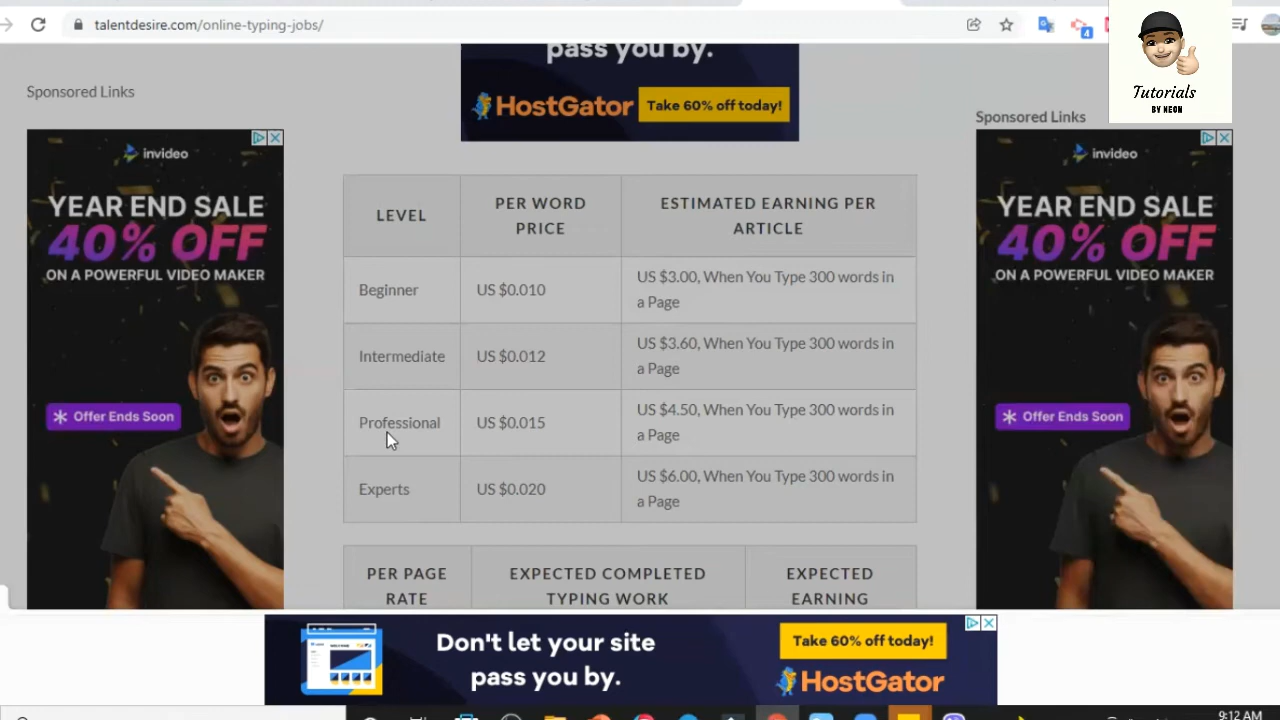 talentdesire.com/online-typing-jobs/
4
Tutorials
BY NEON
pass you by.
HostGator
Take 60% off today!
Sponsored Links
invideo
YEAR END SALE
40% OFF
ON A POWERFUL VIDEO MAKER
Offer Ends Soon
LEVEL
PER WORD
PRICE
ESTIMATED EARNING PER
ARTICLE
Beginner
US $0.010
US $3.00, When You Type 300 words in
a Page
Intermediate
US $0.012
US $3.60, When You Type 300 words in
a Page
Professional
US $0.015
US $4.50, When You Type 300 words in
a Page
Experts
US $0.020
US $6.00, When You Type 300 words in
a Page
PER PAGE
RATE
EXPECTED COMPLETED
TYPING WORK
EXPECTED
EARNING
Sponsored Links
invideo
YEAR END SALE
40% OFF
ON A POWERFUL VIDEO MAKER
Offer Ends Soon
Don't let your site
pass you by.
Take 60% off today!
HostGator
9:12 AM